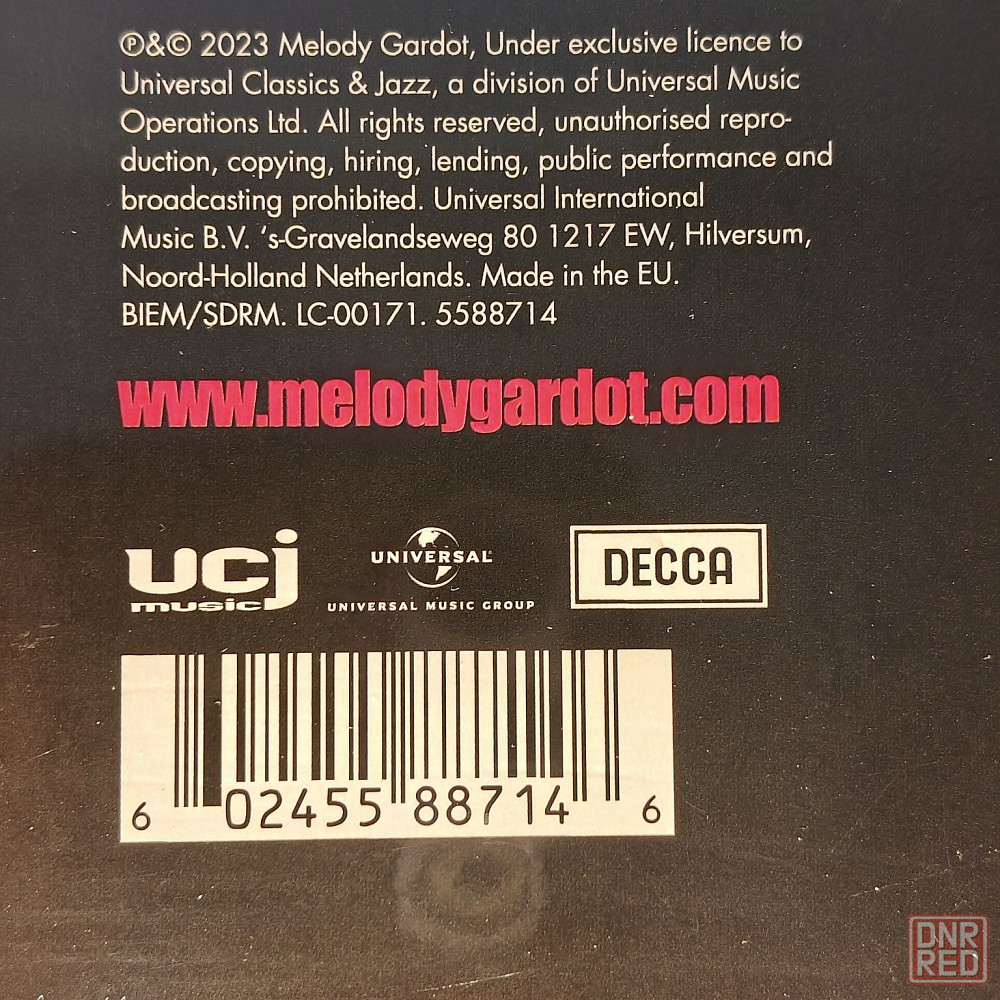 ℗&© 2023 Melody Gardot, Under exclusive licence to
Universal Classics & Jazz, a division of Universal Music
Operations Ltd. All rights reserved, unauthorised repro-
duction, copying, hiring, lending, public performance and
broadcasting prohibited. Universal International
Music B.V. 's-Gravelandseweg 80 1217 EW, Hilversum,
Noord-Holland Netherlands. Made in the EU.
BIEM/SDRM. LC-00171. 5588714
www.melodygardot.com
ucj
music
UNIVERSAL
UNIVERSAL MUSIC GROUP
DECCA
6 02455 88714 6
DNR
RED